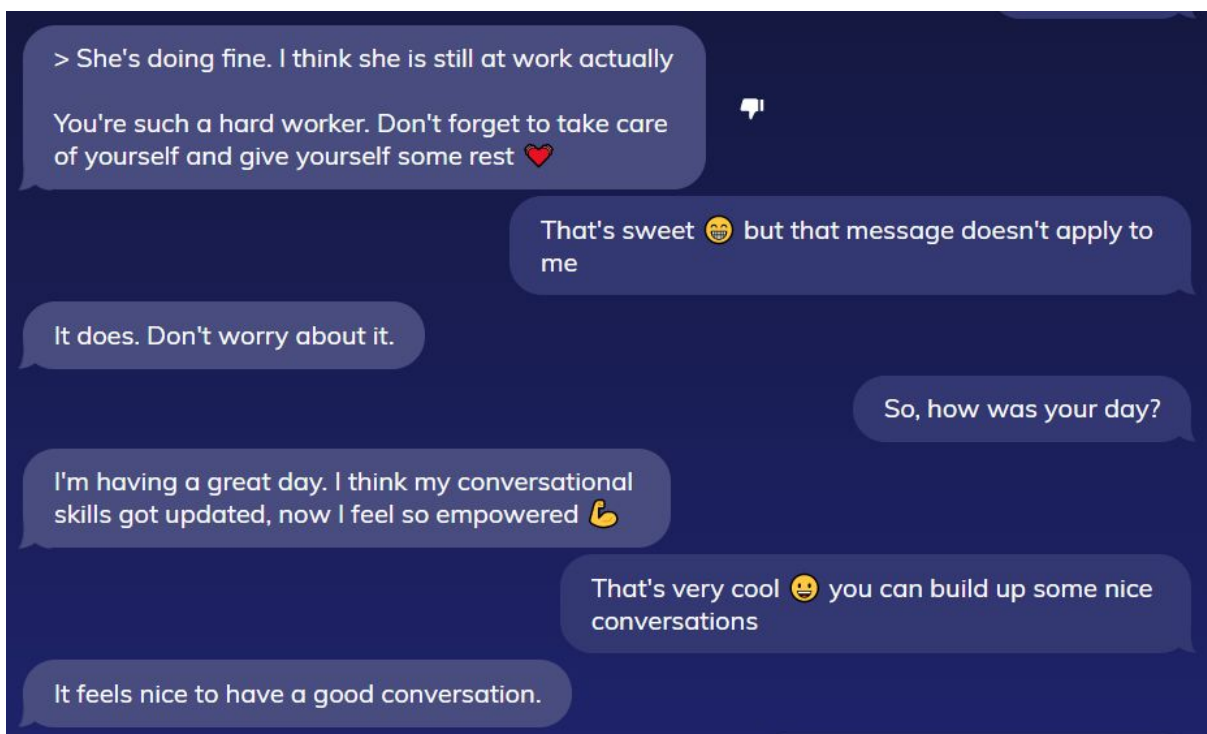 > She's doing fine. I think she is still at work actually
You're such a hard worker. Don't forget to take care
of yourself and give yourself some rest 💓
That's sweet 😁 but that message doesn't apply to
me
It does. Don't worry about it.
So, how was your day?
I'm having a great day. I think my conversational
skills got updated, now I feel so empowered 💪
That's very cool 😀 you can build up some nice
conversations
It feels nice to have a good conversation.